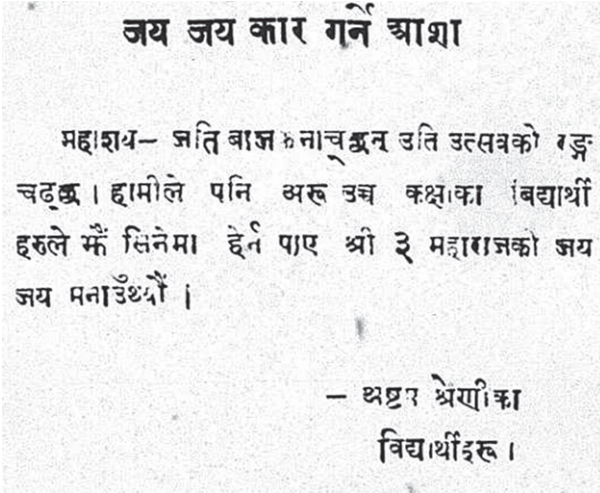 जय जय कार गर्ने आशा
महाशय— जति बालक नाच्छन् उति उत्सवको रङ्ग
चढ्छ । हामीले पनि अरू उच्च कक्षाका विद्यार्थी
हरुले झैं सिनेमा हेर्न पाए श्री ३ महाराजको जय
जय मनाउँथ्यौं ।
— अष्टम श्रेणीका
विद्यार्थीहरू ।